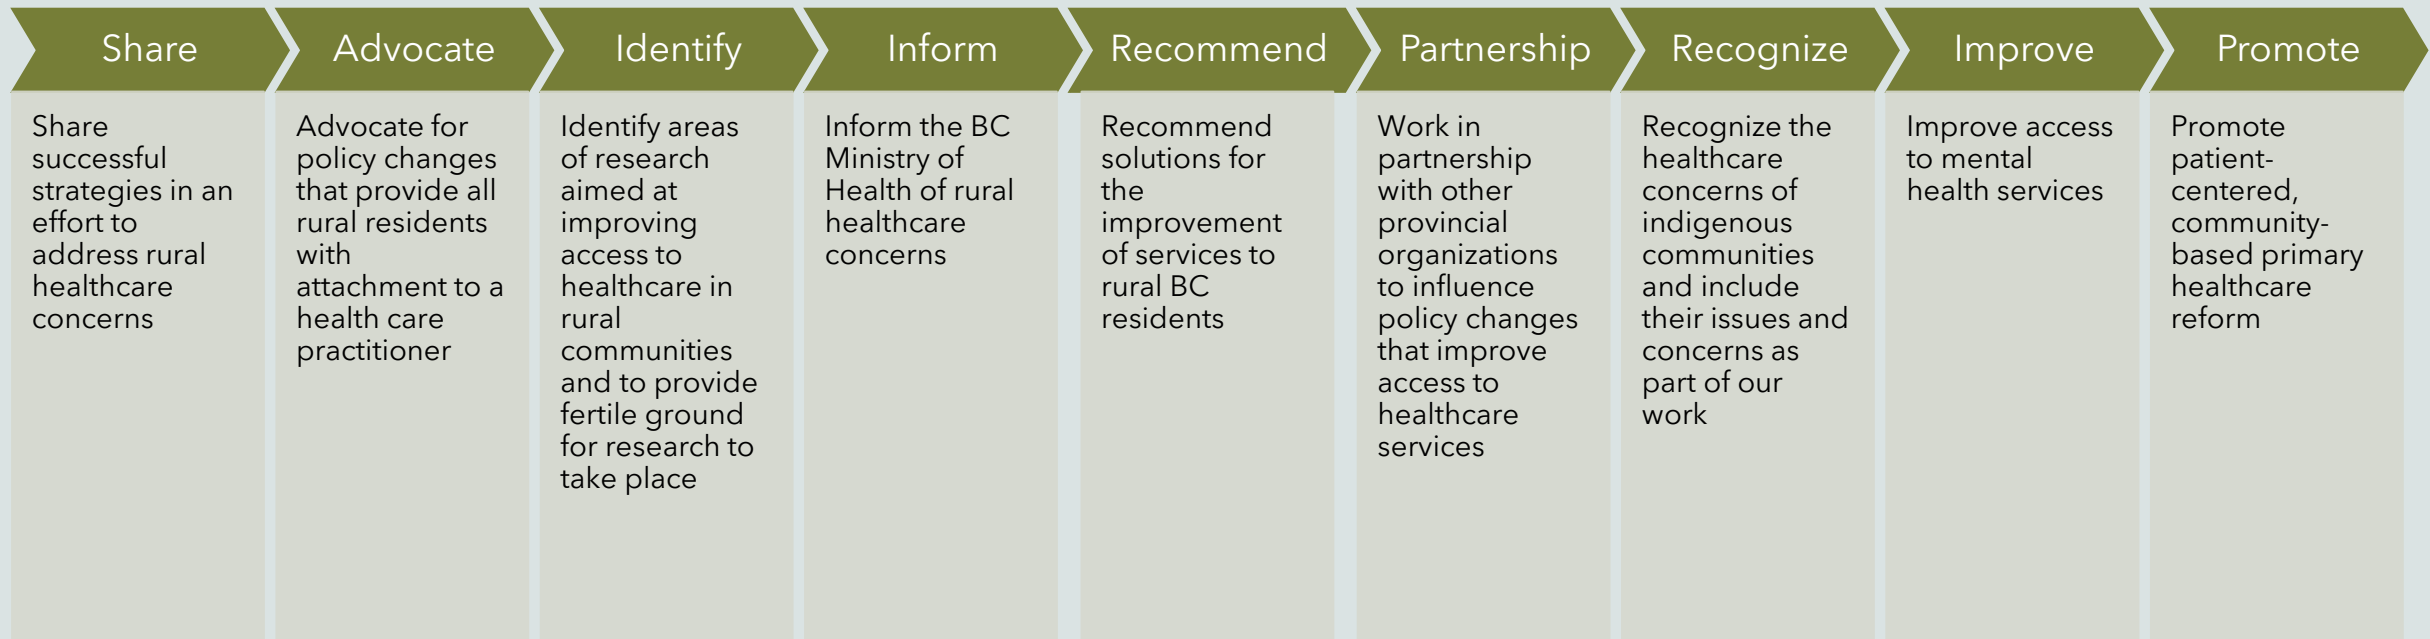 Share
Share
successful
strategies in an
effort to
address rural
healthcare
concerns
Advocate
Advocate for
policy changes
that provide all
rural residents
with
attachment to a
health care
practitioner
Identify
Identify areas
of research
aimed at
improving
access to
healthcare in
rural
communities
and to provide
fertile ground
for research to
take place
Inform
Inform the BC
Ministry of
Health of rural
healthcare
concerns
Recommend
Recommend
solutions for
the
improvement
of services to
rural BC
residents
Partnership
Work in
partnership
with other
provincial
organizations
to influence
policy changes
that improve
access to
healthcare
services
Recognize
Recognize the
healthcare
concerns of
indigenous
communities
and include
their issues and
concerns as
part of our
work
Improve
Improve access
to mental
health services
Promote
Promote
patient-
centered,
community-
based primary
healthcare
reform